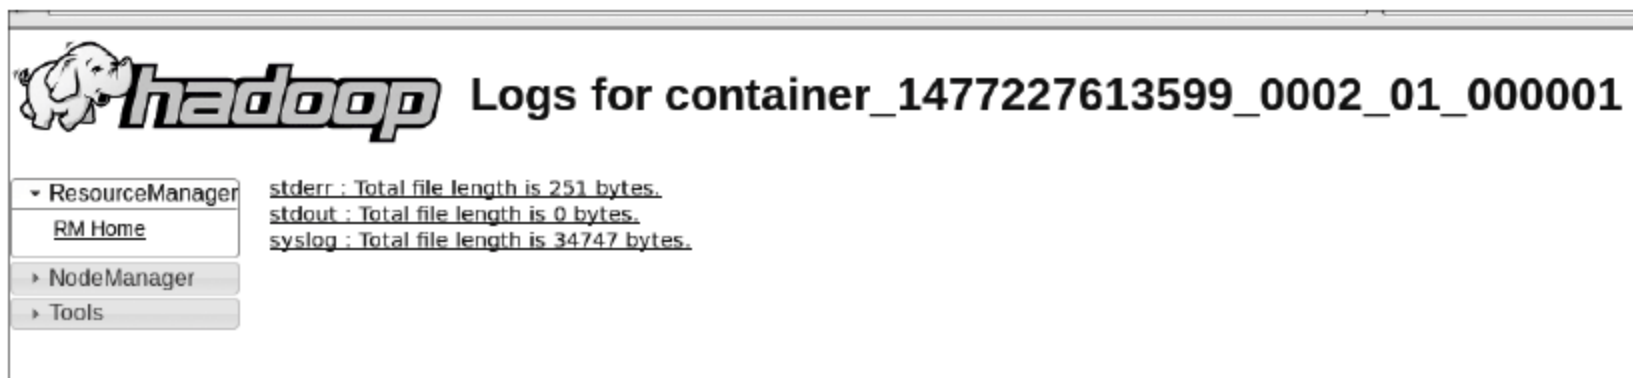 hadoop Logs for container_1477227613599_0002_01_000001
ResourceManager
RM Home
NodeManager
Tools
stderr : Total file length is 251 bytes.
stdout : Total file length is 0 bytes.
syslog : Total file length is 34747 bytes.